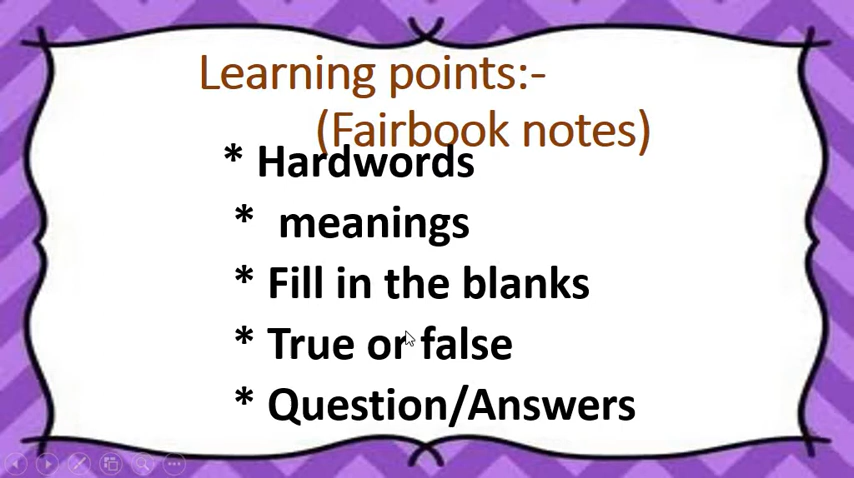 Learning points:-
(Fairbook notes)
* Hardwords
* meanings
* Fill in the blanks
* True or false
* Question/Answers